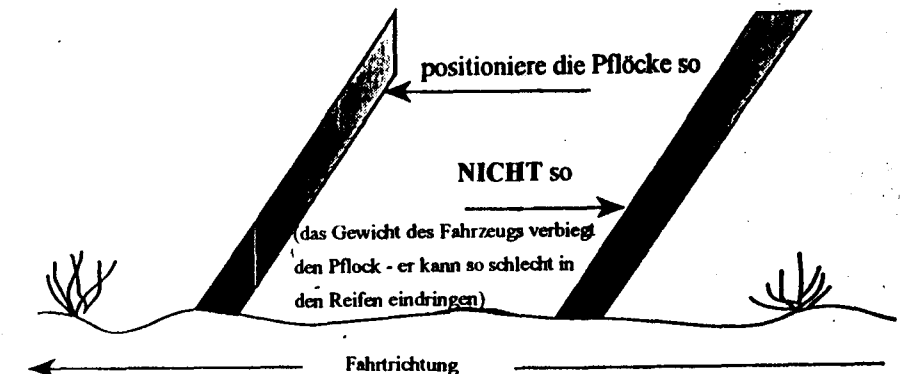 positioniere die Pflöcke so
NICHT so
(das Gewicht des Fahrzeugs verbiegt
den Pflock - er kann so schlecht in
den Reifen eindringen)
Fahrtrichtung